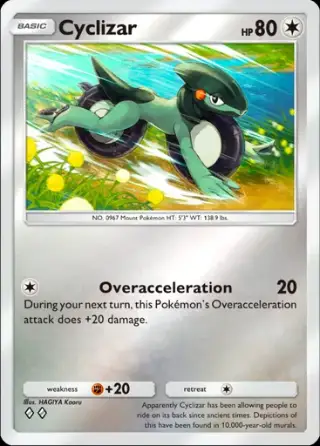 BASIC
Cyclizar
HP 80
NO. 0967 Mount Pokémon HT: 5'3" WT: 138.9 lbs.
Overacceleration 20
During your next turn, this Pokémon's Overacceleration
attack does +20 damage.
weakness +20
retreat
Illus. HAGIYA Kaoru
Apparently Cyclizar has been allowing people to
ride on its back since ancient times. Depictions of
this have been found in 10,000-year-old murals.